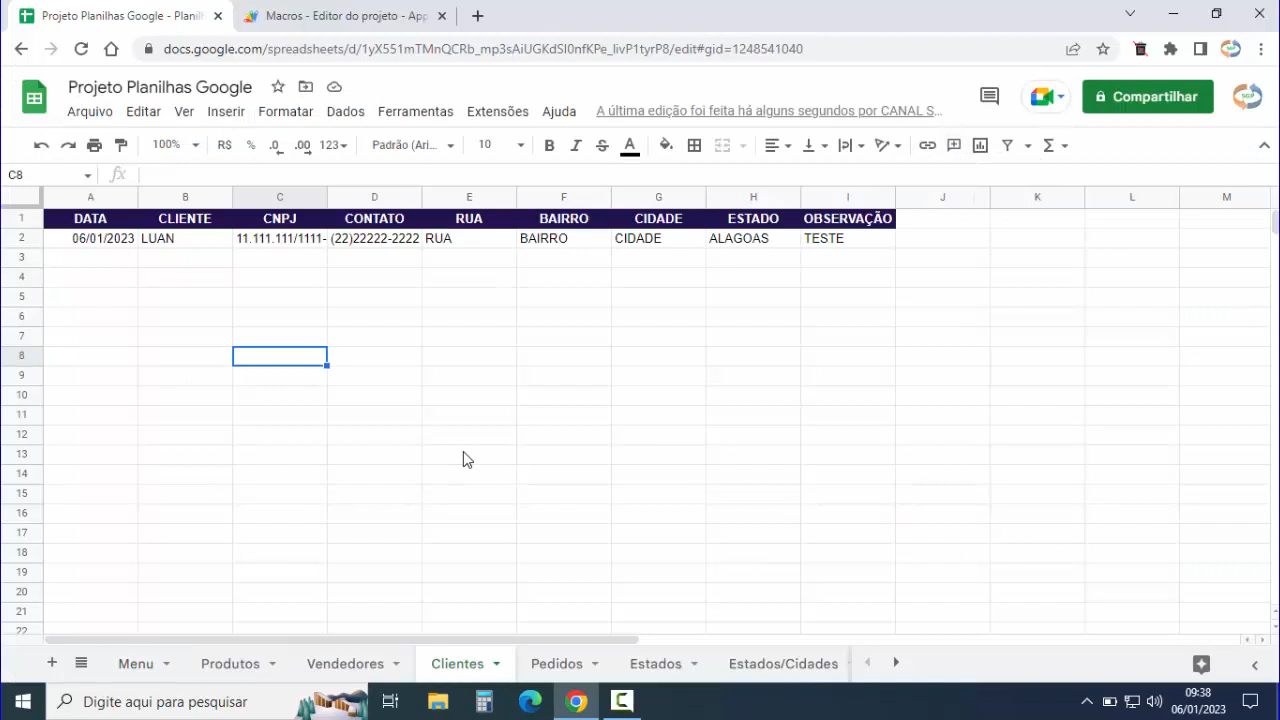 Projeto Planilhas Google - Planilh
Macros - Editor do projeto - App
docs.google.com/spreadsheets/d/1yX551mTMnQCRb_mp3sAiUGKdSl0nfKPe_livP1tyrP8/edit#gid=1248541040
Projeto Planilhas Google
Arquivo Editar Ver Inserir Formatar Dados Ferramentas Extensões Ajuda A última edição foi feita há alguns segundos por CANAL S...
Compartilhar
100% R$ % .0 .00 123 Padrão (Ari... 10
C8
A B C D E F G H I J K L M
1 DATA CLIENTE CNPJ CONTATO RUA BAIRRO CIDADE ESTADO OBSERVAÇÃO
2 06/01/2023 LUAN 11.111.111/1111- (22)22222-2222 RUA BAIRRO CIDADE ALAGOAS TESTE
3
4
5
6
7
8
9
10
11
12
13
14
15
16
17
18
19
20
21
22
Menu Produtos Vendedores Clientes Pedidos Estados Estados/Cidades
Digite aqui para pesquisar
09:38
06/01/2023